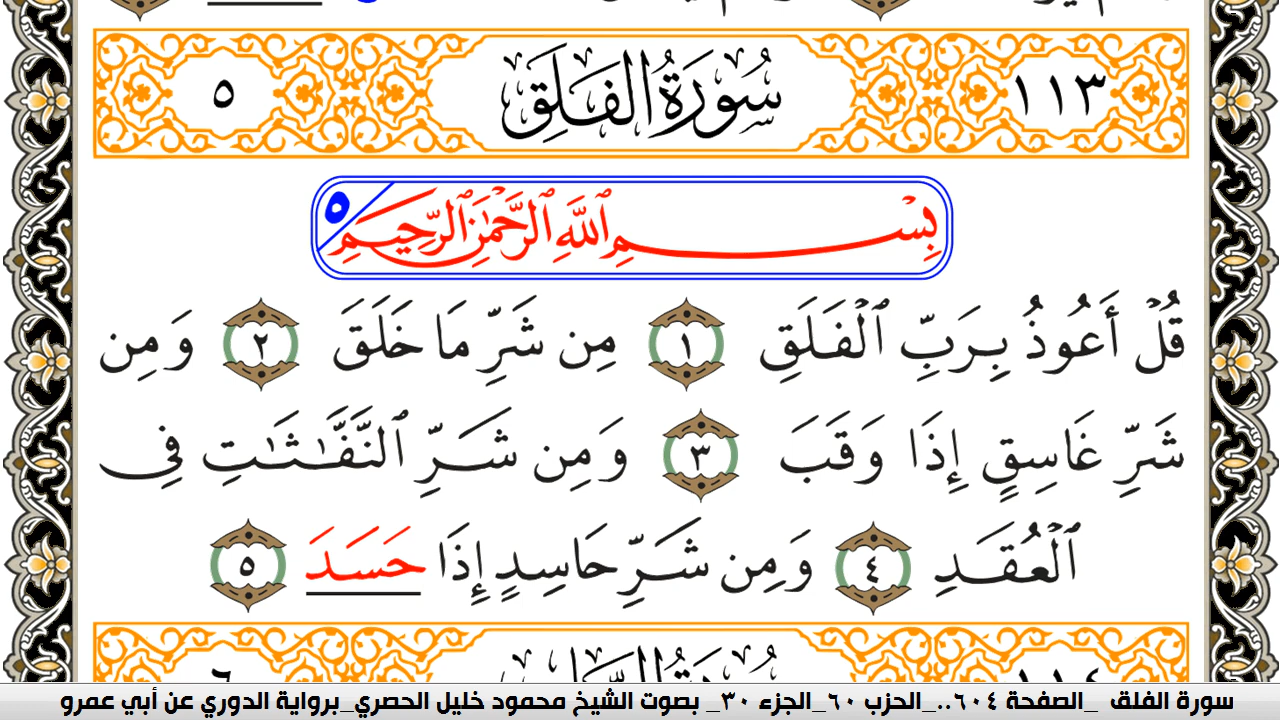 ١١٣ سُورَةُ الفَلَقِ ٥
بِسْمِ ٱللَّهِ ٱلرَّحْمَٰنِ ٱلرَّحِيمِ ٥
قُلْ أَعُوذُ بِرَبِّ ٱلْفَلَقِ ١ مِن شَرِّ مَا خَلَقَ ٢ وَمِن
شَرِّ غَاسِقٍ إِذَا وَقَبَ ٣ وَمِن شَرِّ ٱلنَّفَّٰثَٰتِ فِى
ٱلْعُقَدِ ٤ وَمِن شَرِّ حَاسِدٍ إِذَا حَسَدَ ٥
سورة الفلق _الصفحة ٦٠٤.._الحزب ٦٠_الجزء ٣٠_ بصوت الشيخ محمود خليل الحصري_برواية الدوري عن أبي عمرو